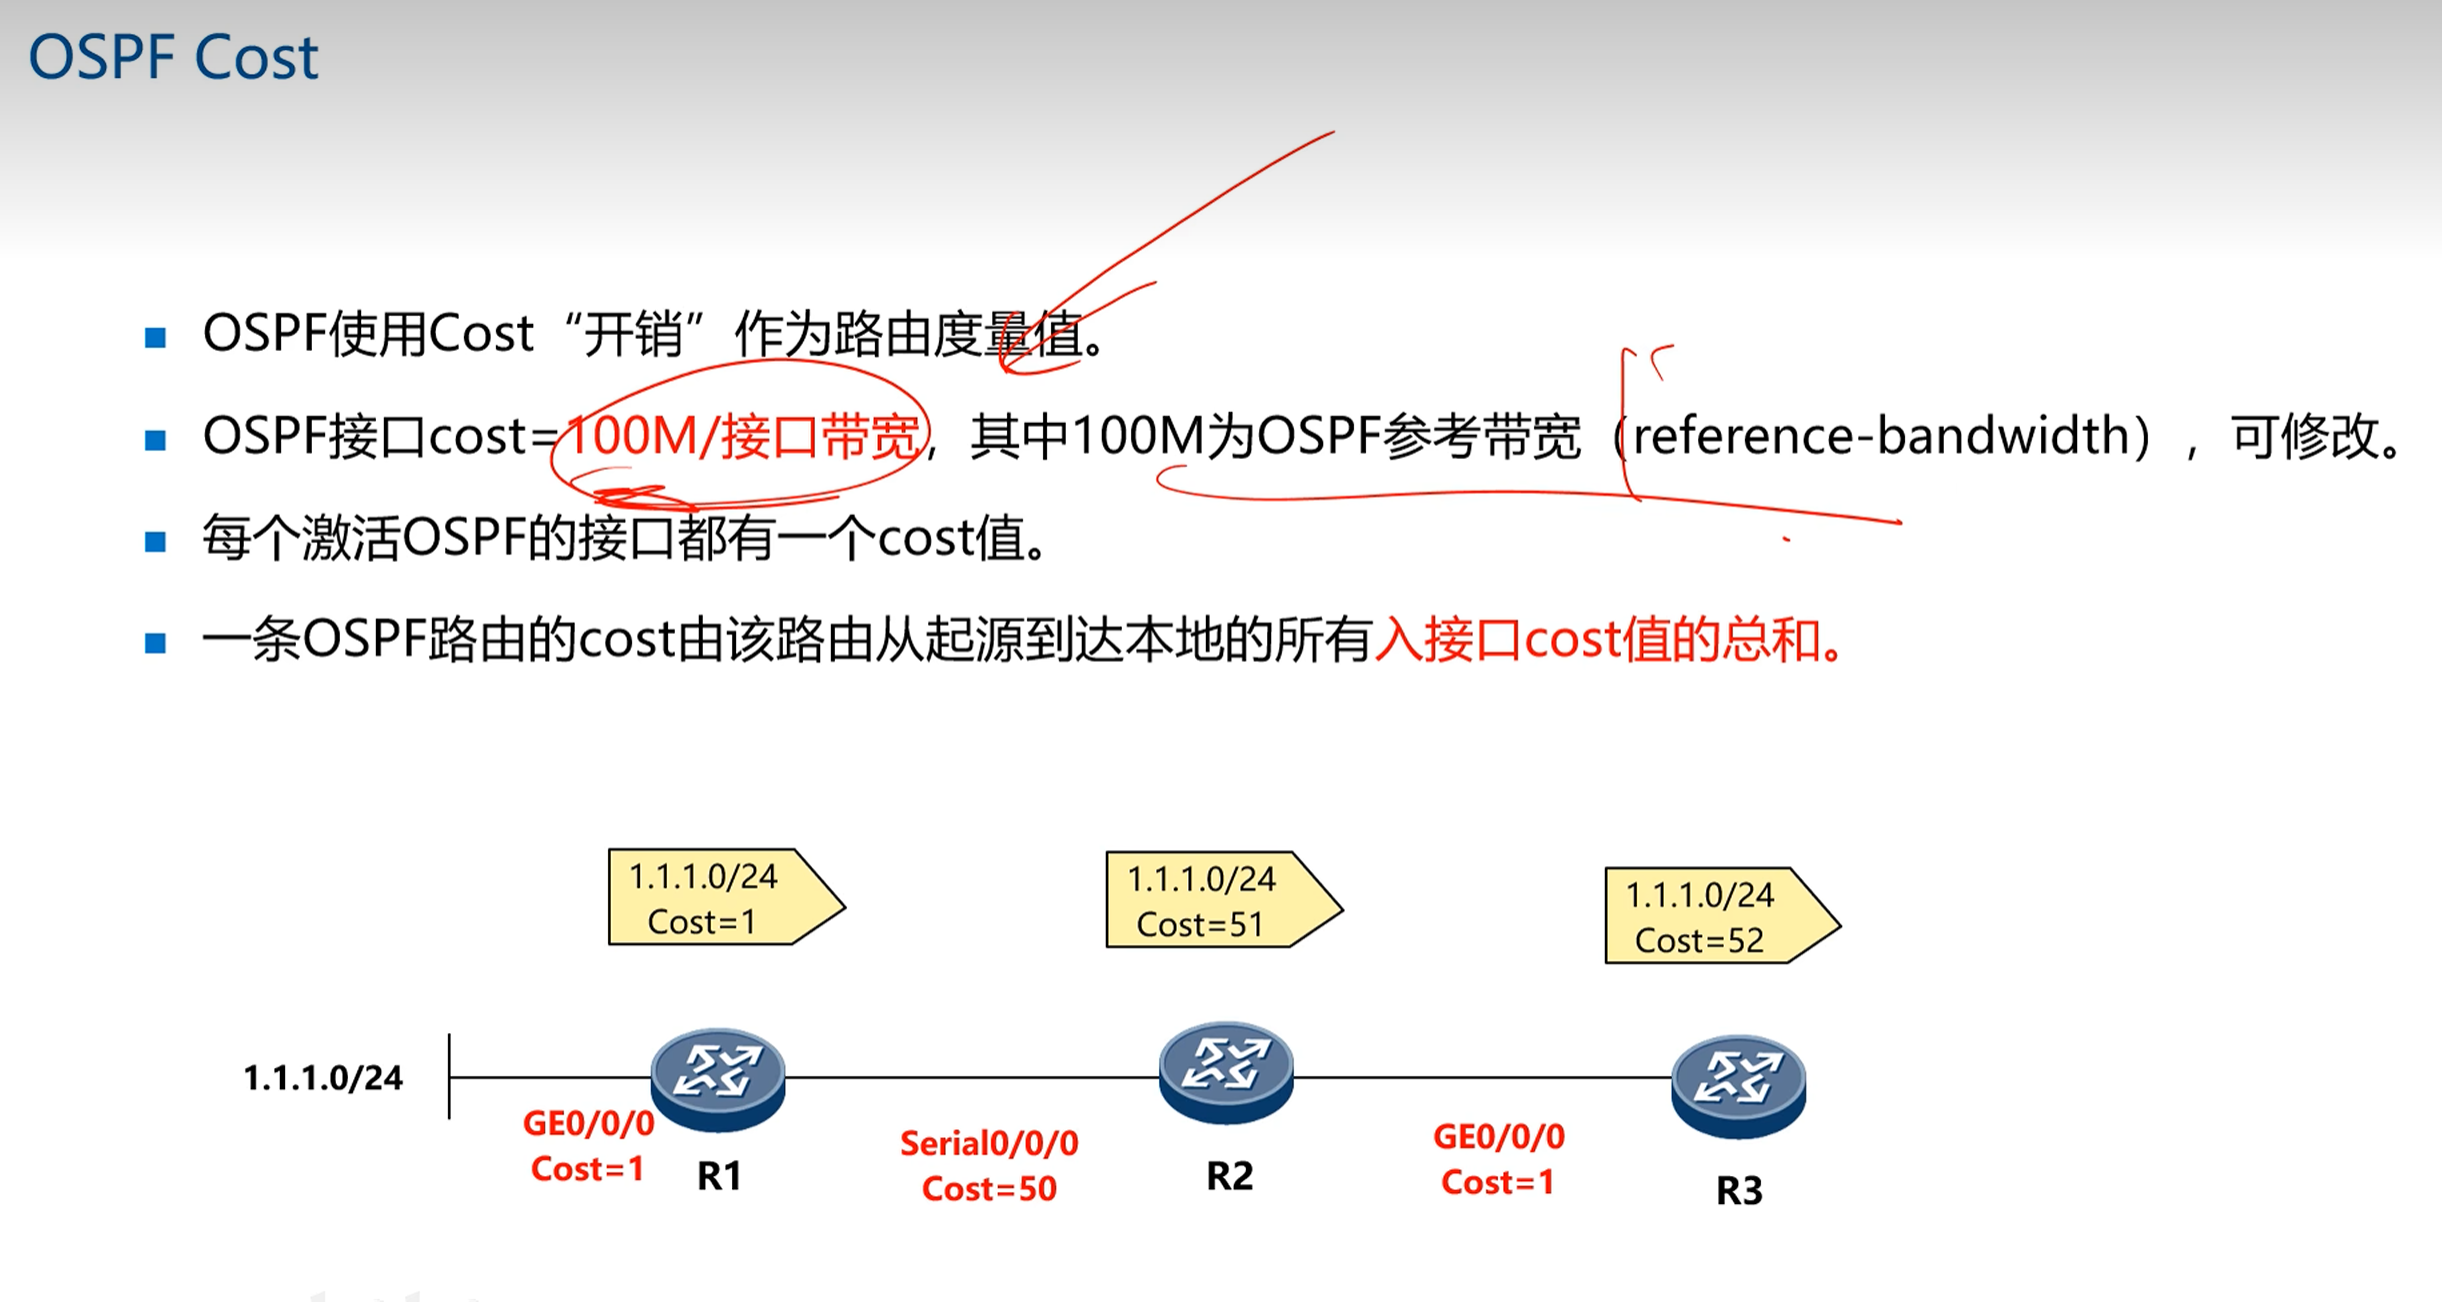 OSPF Cost
OSPF使用Cost“开销”作为路由度量值。
OSPF接口cost=100M/接口带宽，其中100M为OSPF参考带宽（reference-bandwidth），可修改。
每个激活OSPF的接口都有一个cost值。
一条OSPF路由的cost由该路由从起源到达本地的所有入接口cost值的总和。
1.1.1.0/24
Cost=1
1.1.1.0/24
Cost=51
1.1.1.0/24
Cost=52
1.1.1.0/24
GE0/0/0
Cost=1
R1
Serial0/0/0
Cost=50
R2
GE0/0/0
Cost=1
R3